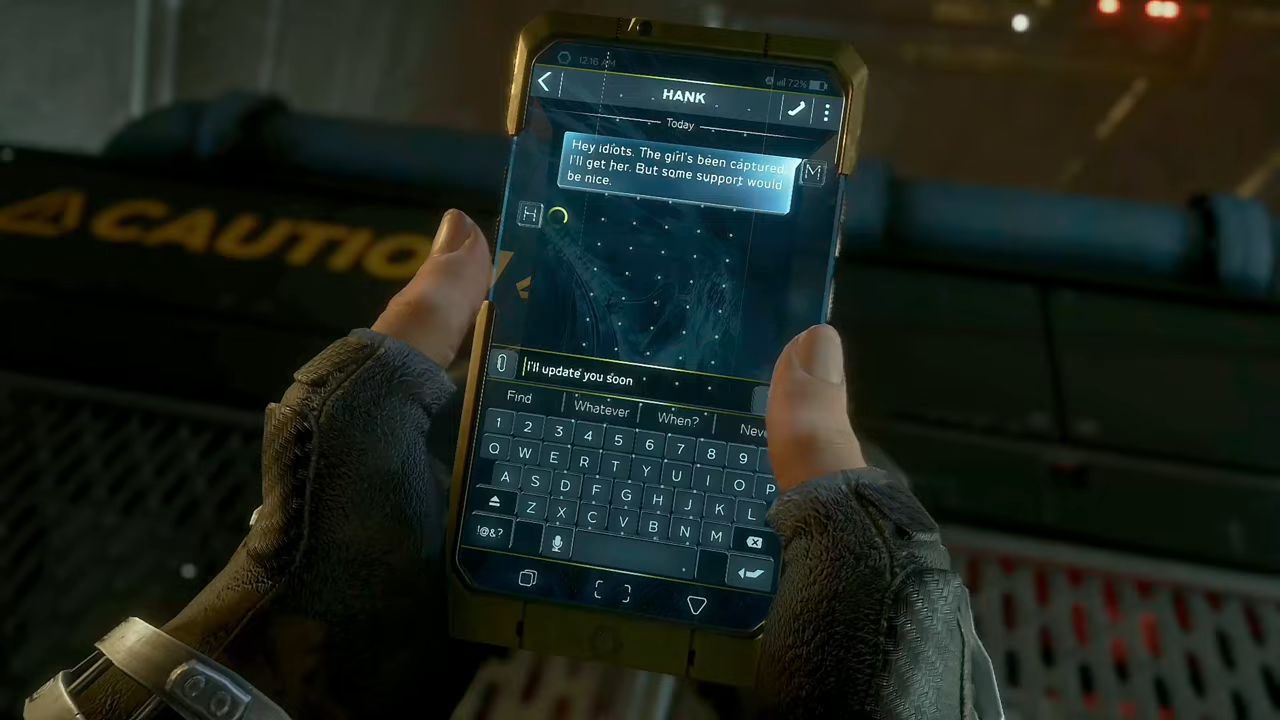 12:16 AM
72%
HANK
Today
Hey idiots. The girl's been captured
I'll get her. But some support would
be nice.
M
H
CAUTIO
I'll update you soon
Find Whatever When? Nev
1 2 3 4 5 6 7 8 9
Q W E R T Y U I O P
A S D F G H J K L
Z X C V B N M
!@&?